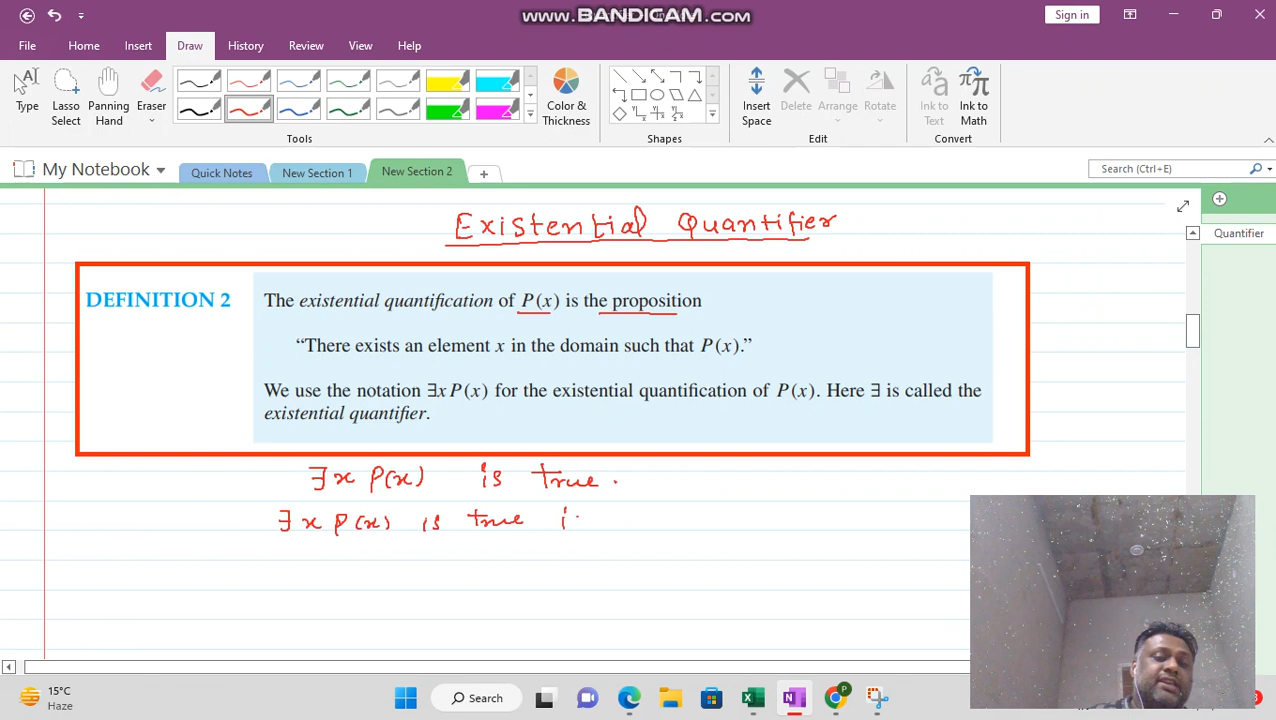 www.BANDICAM.com
Sign in
File Home Insert Draw History Review View Help
Type Lasso Select Panning Hand Eraser Color & Thickness Insert Space Delete Arrange Rotate Ink to Text Ink to Math
Tools Shapes Edit Convert
My Notebook Quick Notes New Section 1 New Section 2 + Search (Ctrl+E)
Existential Quantifier
Quantifier
DEFINITION 2 The existential quantification of P(x) is the proposition
“There exists an element x in the domain such that P(x).”
We use the notation ∃xP(x) for the existential quantification of P(x). Here ∃ is called the
existential quantifier.
∃x P(x) is true.
∃x P(x) is true i
15°C
Haze
Search